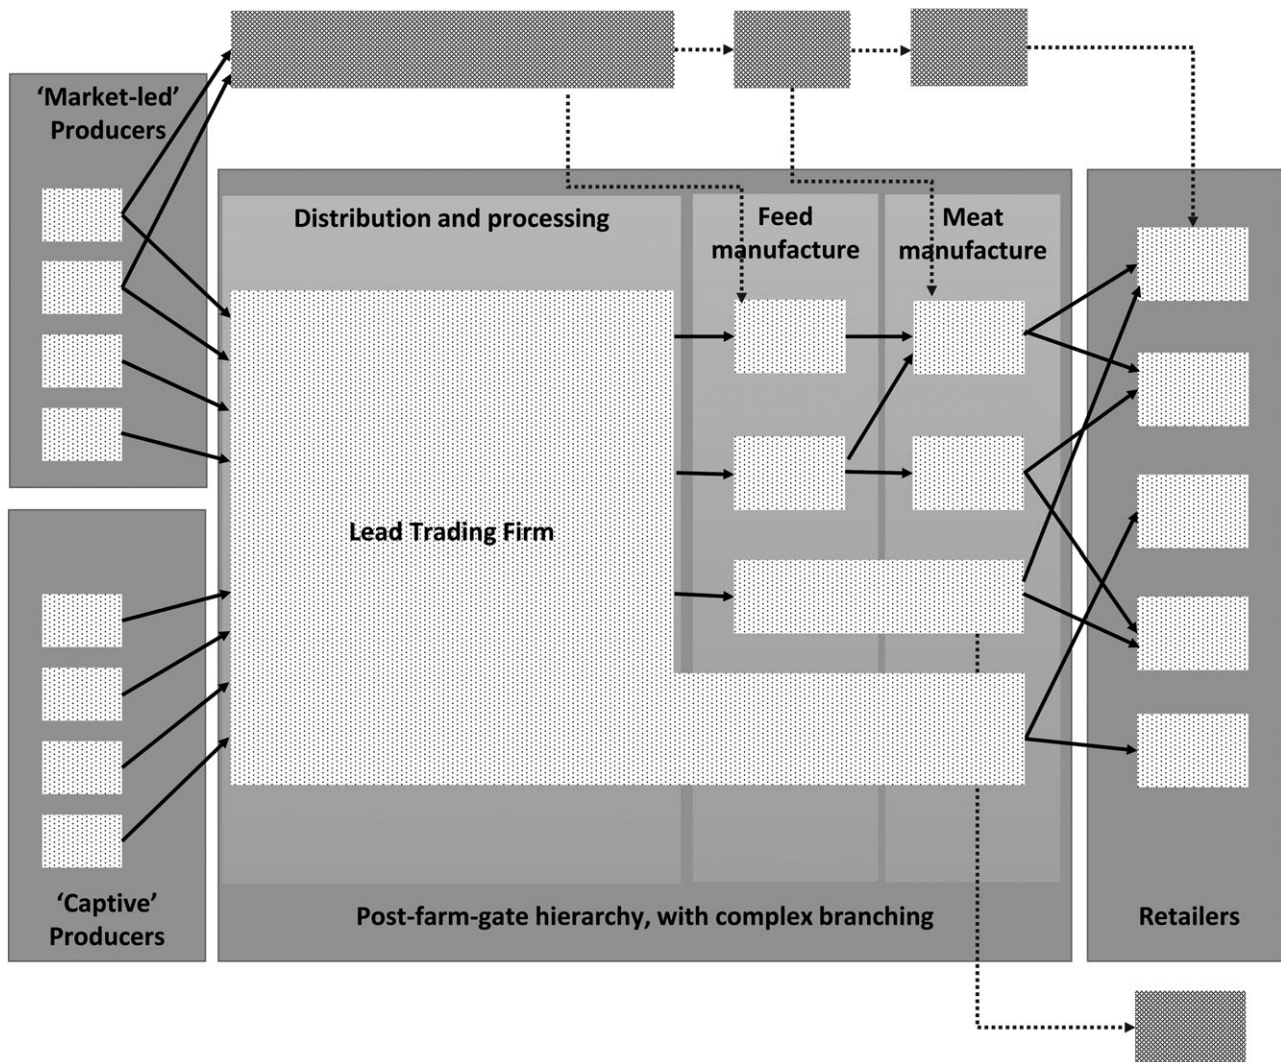 ‘Market-led’
Producers
Distribution and processing
Feed
manufacture
Meat
manufacture
Lead Trading Firm
‘Captive’
Producers
Post-farm-gate hierarchy, with complex branching
Retailers